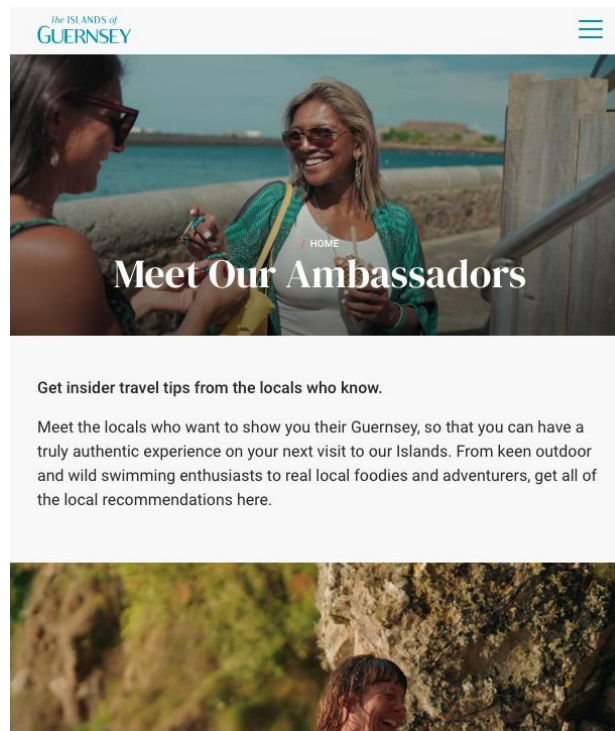 the ISLANDS of
GUERNSEY
/ HOME
Meet Our Ambassadors
Get insider travel tips from the locals who know.
Meet the locals who want to show you their Guernsey, so that you can have a
truly authentic experience on your next visit to our Islands. From keen outdoor
and wild swimming enthusiasts to real local foodies and adventurers, get all of
the local recommendations here.